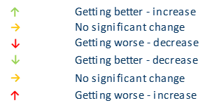 Getting better - increase
No significant change
Getting worse - decrease
Getting better - decrease
No significant change
Getting worse - increase